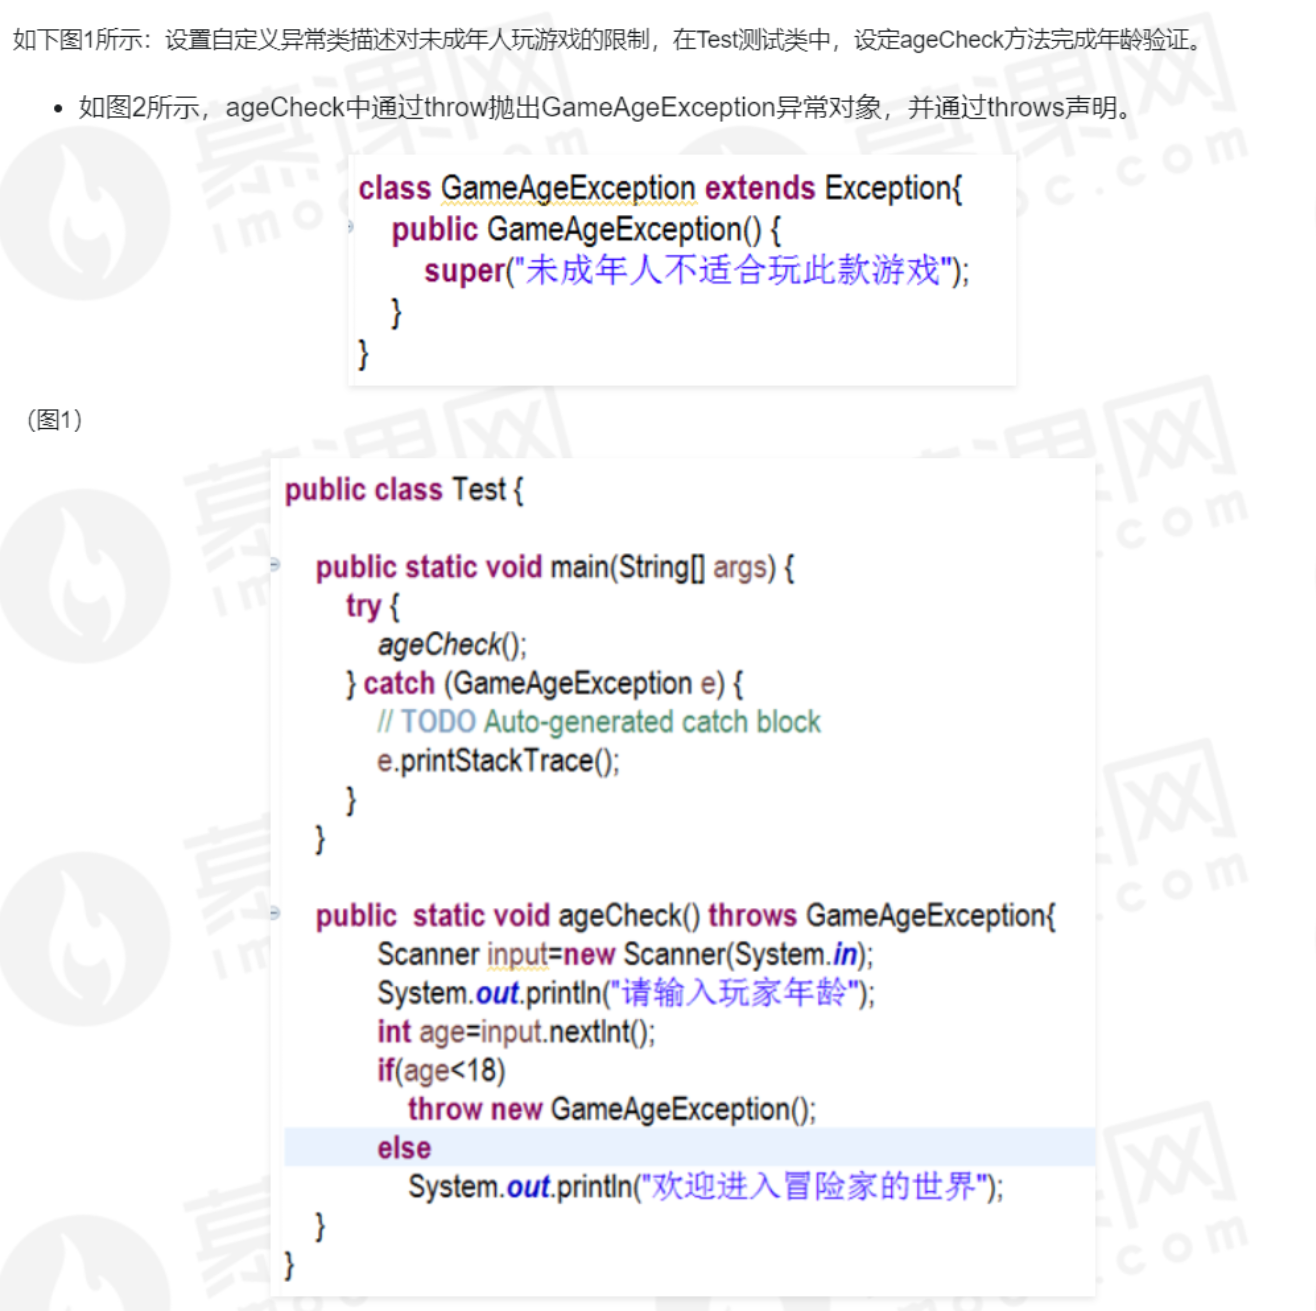 如下图1所示：设置自定义异常类描述对未成年人玩游戏的限制，在Test测试类中，设定ageCheck方法完成年龄验证。
• 如图2所示，ageCheck中通过throw抛出GameAgeException异常对象，并通过throws声明。
class GameAgeException extends Exception{
public GameAgeException() {
super("未成年人不适合玩此款游戏");
}
}
（图1）
public class Test {
public static void main(String[] args) {
try {
ageCheck();
} catch (GameAgeException e) {
// TODO Auto-generated catch block
e.printStackTrace();
}
}
public  static void ageCheck() throws GameAgeException{
Scanner input=new Scanner(System.in);
System.out.println("请输入玩家年龄");
int age=input.nextInt();
if(age<18)
throw new GameAgeException();
else
System.out.println("欢迎进入冒险家的世界");
}
}